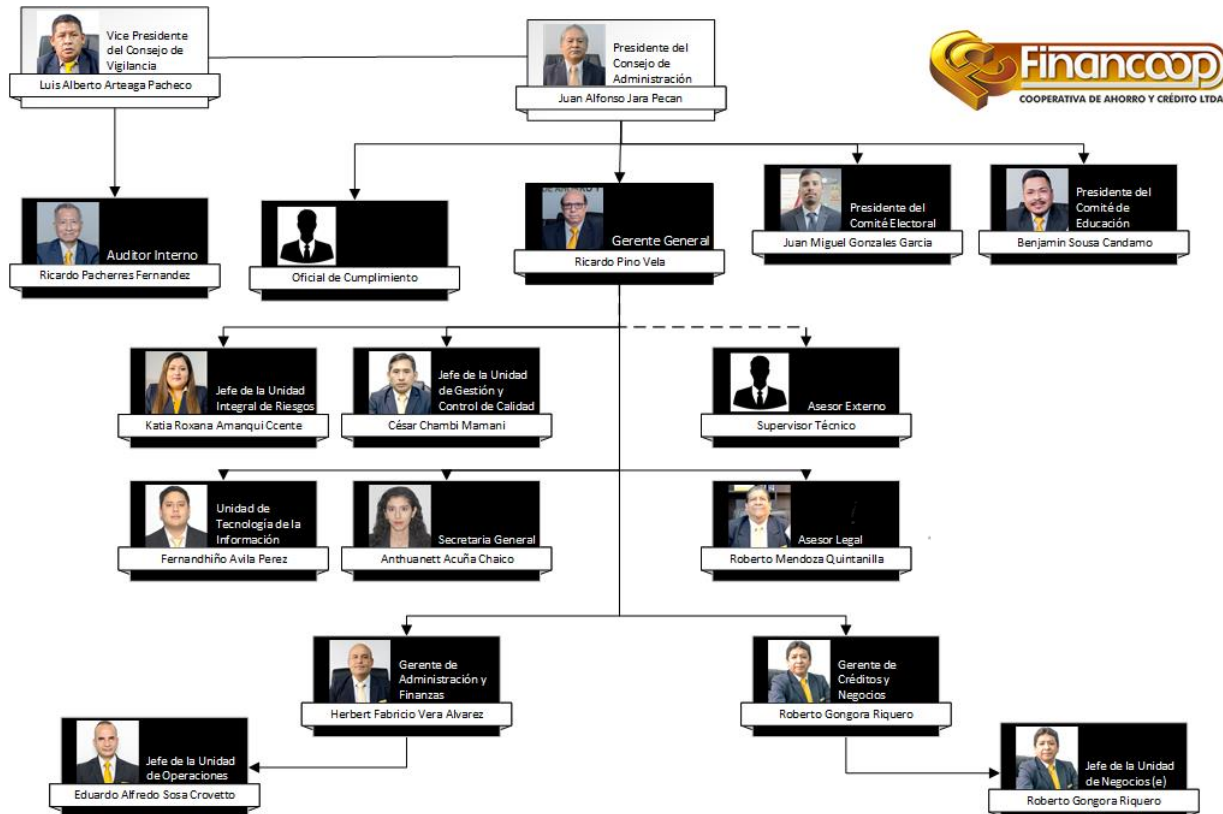 Vice Presidente
del Consejo de
Vigilancia
Luis Alberto Arteaga Pacheco
Presidente del
Consejo de
Administración
Juan Alfonso Jara Pecan
Financoop
COOPERATIVA DE AHORRO Y CRÉDITO LTDA
Auditor Interno
Ricardo Pacherres Fernandez
Oficial de Cumplimiento
DE AHORRO Y
Gerente General
Ricardo Pino Vela
Presidente del
Comité Electoral
Juan Miguel Gonzales Garcia
Presidente del
Comité de
Educación
Benjamin Sousa Candamo
Jefe de la Unidad
Integral de Riesgos
Katia Roxana Amanqui Ccente
Jefe de la Unidad
de Gestión y
Control de Calidad
César Chambi Mamani
Asesor Externo
Supervisor Técnico
Unidad de
Tecnología de la
Información
Fernandhiño Avila Perez
Secretaria General
Anthuanett Acuña Chaico
Asesor Legal
Roberto Mendoza Quintanilla
Gerente de
Administración y
Finanzas
Herbert Fabricio Vera Alvarez
Gerente de
Créditos y
Negocios
Roberto Gongora Riquero
Jefe de la Unidad
de Operaciones
Eduardo Alfredo Sosa Crovetto
Jefe de la Unidad
de Negocios (e)
Roberto Gongora Riquero